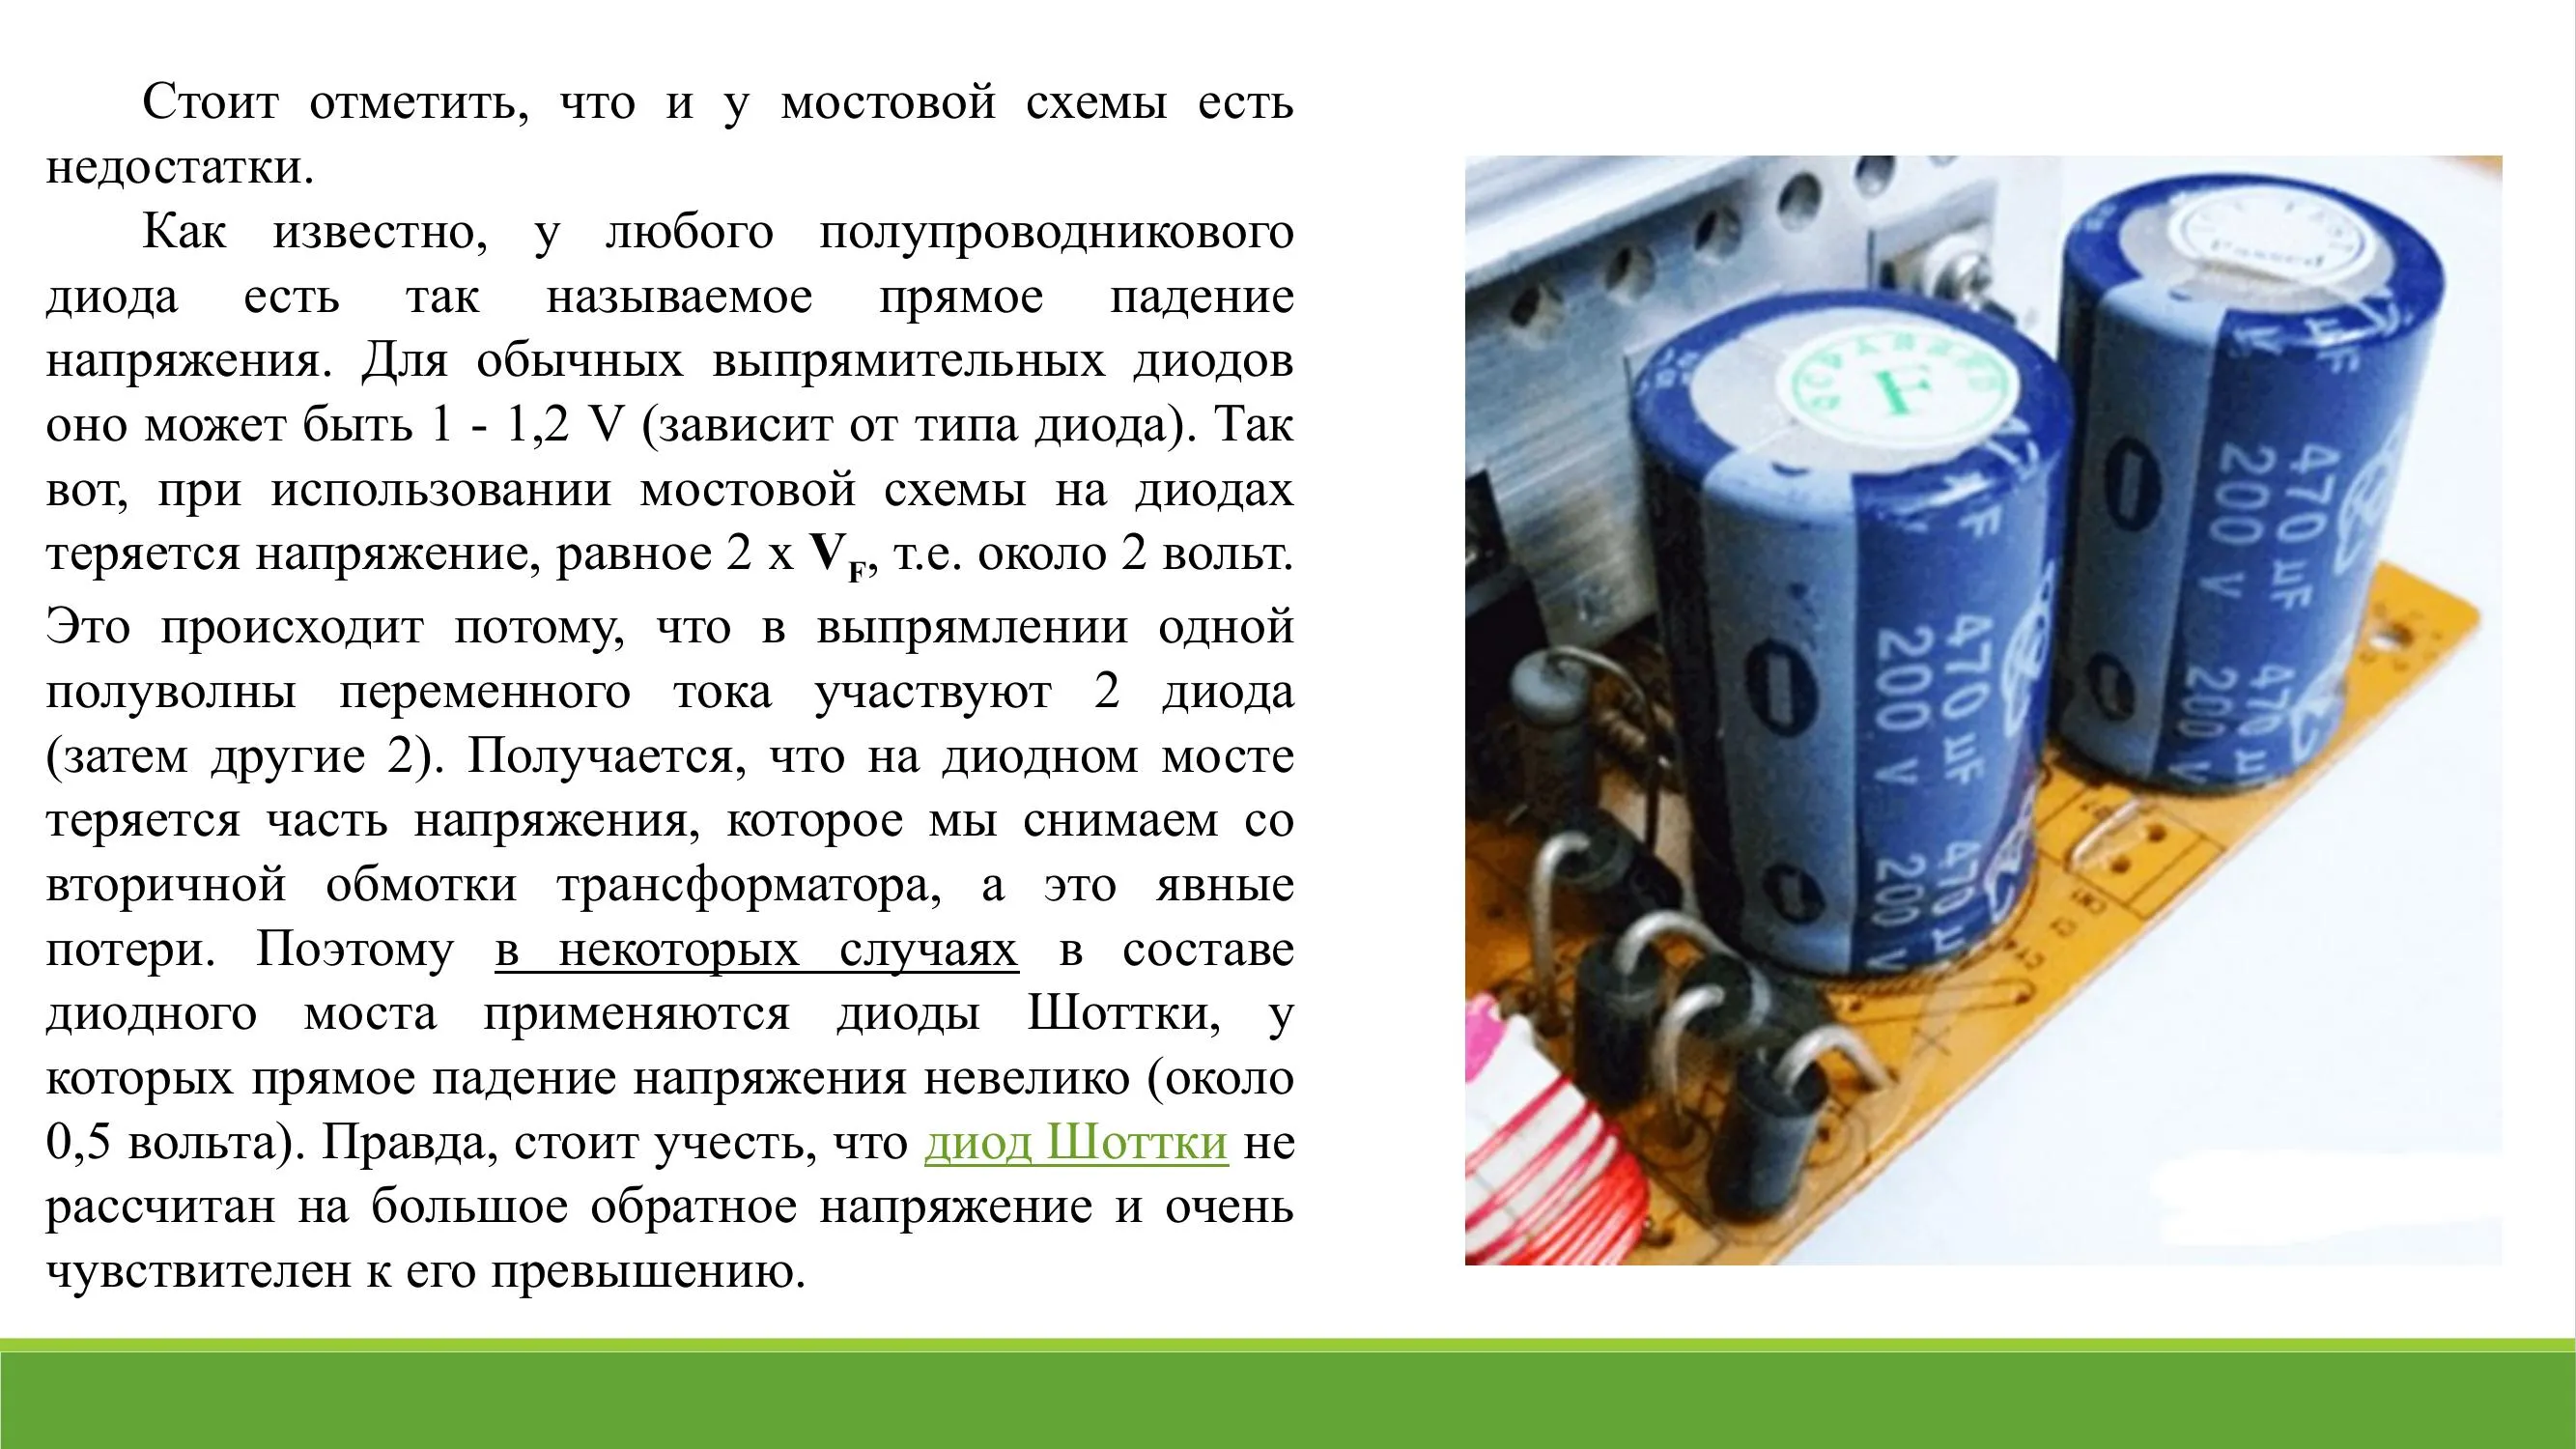 Стоит отметить, что и у мостовой схемы есть
недостатки.
Как известно, у любого полупроводникового
диода есть так называемое прямое падение
напряжения. Для обычных выпрямительных диодов
оно может быть 1 - 1,2 V (зависит от типа диода). Так
вот, при использовании мостовой схемы на диодах
теряется напряжение, равное 2 х VF, т.е. около 2 вольт.
Это происходит потому, что в выпрямлении одной
полуволны переменного тока участвуют 2 диода
(затем другие 2). Получается, что на диодном мосте
теряется часть напряжения, которое мы снимаем со
вторичной обмотки трансформатора, а это явные
потери. Поэтому в некоторых случаях в составе
диодного моста применяются диоды Шоттки, у
которых прямое падение напряжения невелико (около
0,5 вольта). Правда, стоит учесть, что диод Шоттки не
рассчитан на большое обратное напряжение и очень
чувствителен к его превышению.
470 µF
200 V
470 µ
200 V
470 µF
200 V
470 µ
200 V